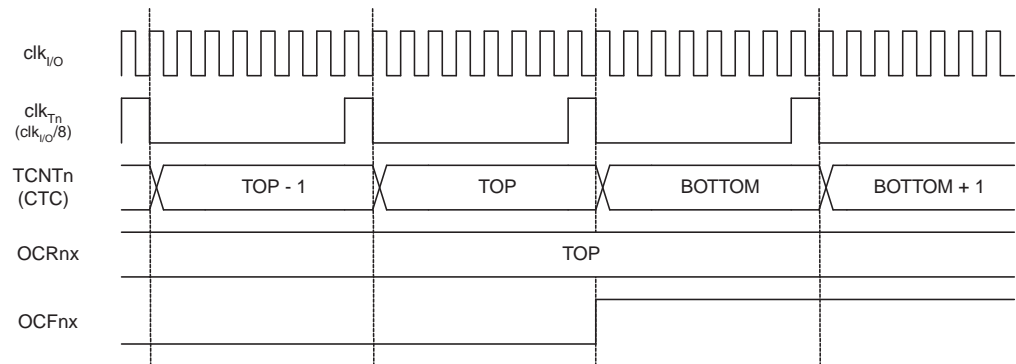 clkI/O
clkTn
(clkI/O/8)
TCNTn
(CTC)
TOP - 1
TOP
BOTTOM
BOTTOM + 1
OCRnx
TOP
OCFnx